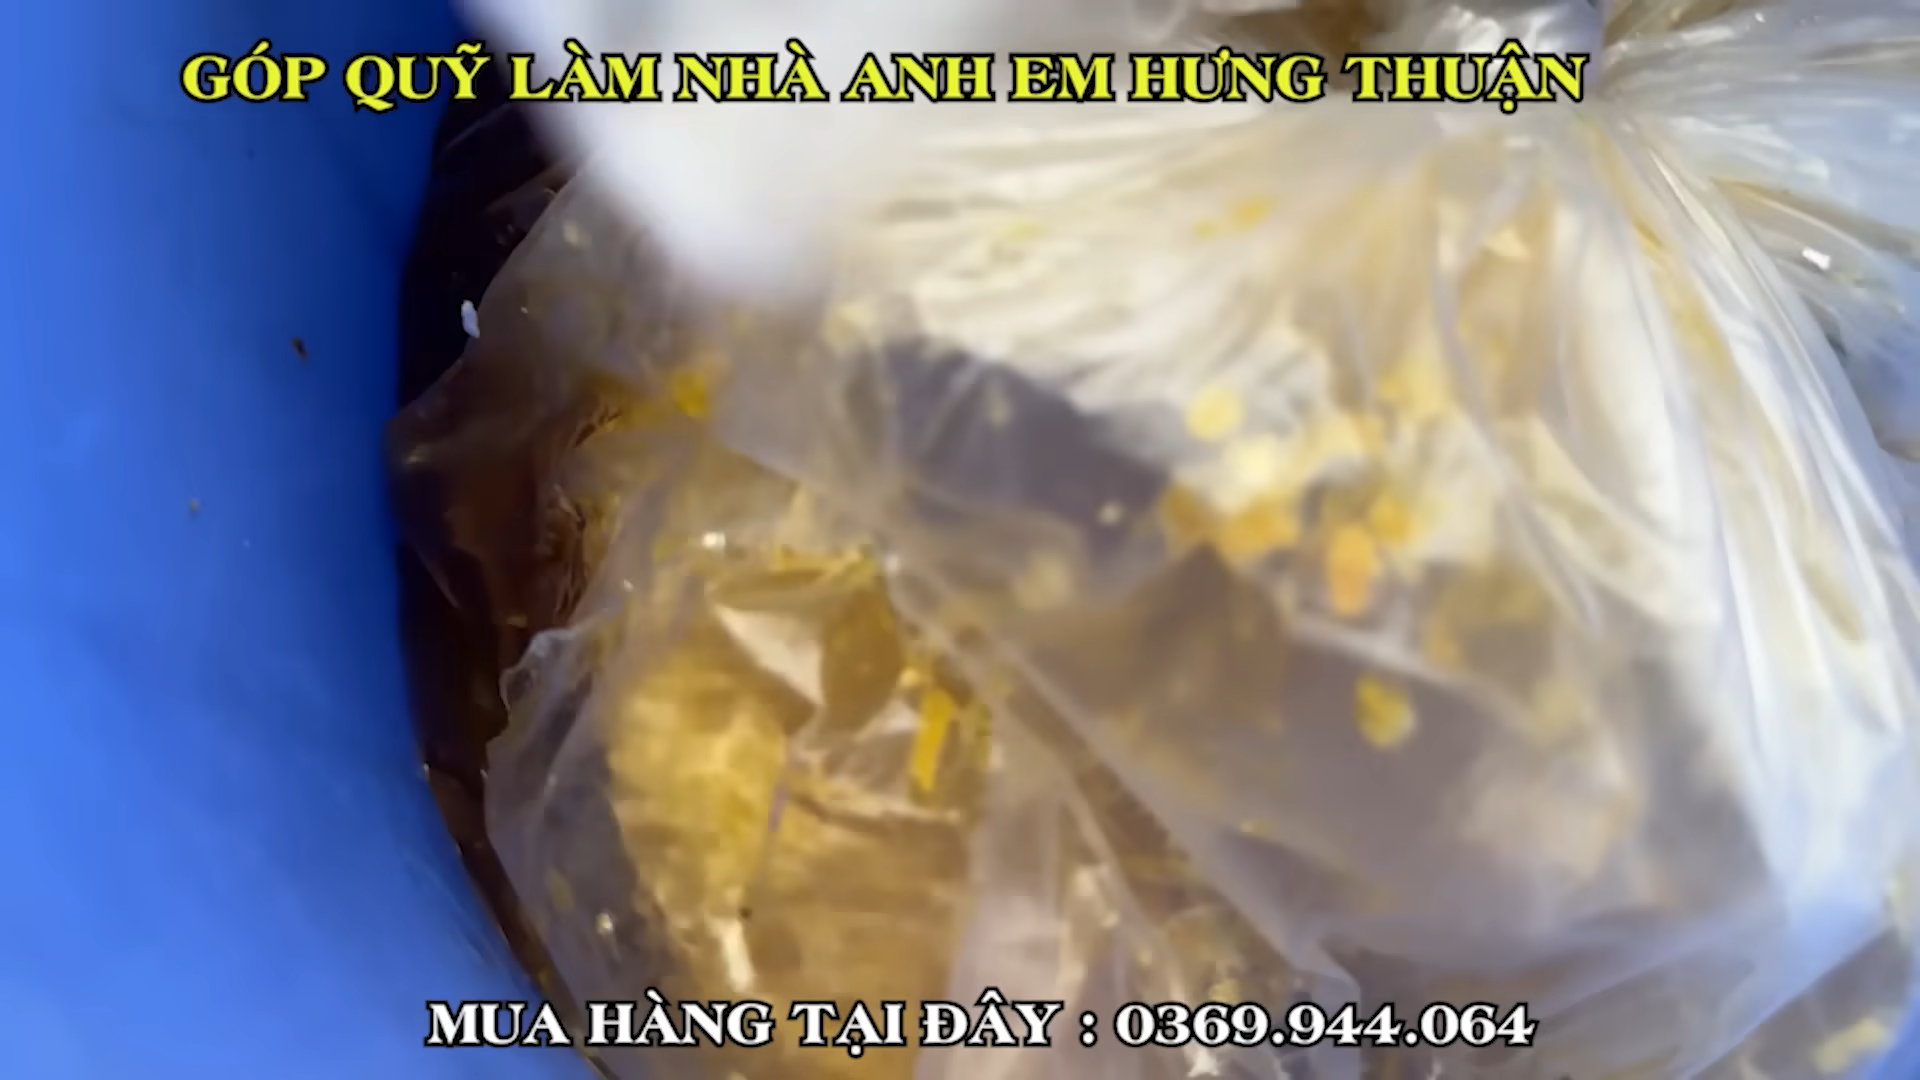 GÓP QUỸ LÀM NHÀ ANH EM HƯNG THUẬN
MUA HÀNG TẠI ĐÂY : 0369.944.064